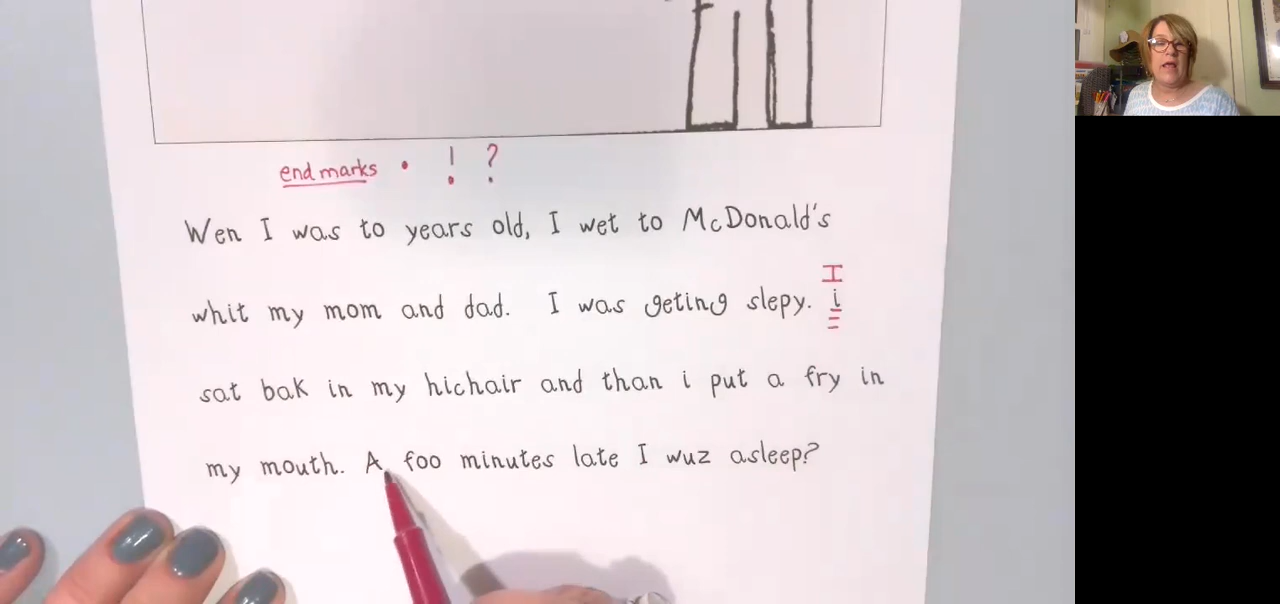 end marks . ! ?
Wen I was to years old, I wet to McDonald's
I
whit my mom and dad. I was geting slepy. i
sat bak in my hichair and than i put a fry in
my mouth. A foo minutes late I wuz asleep?